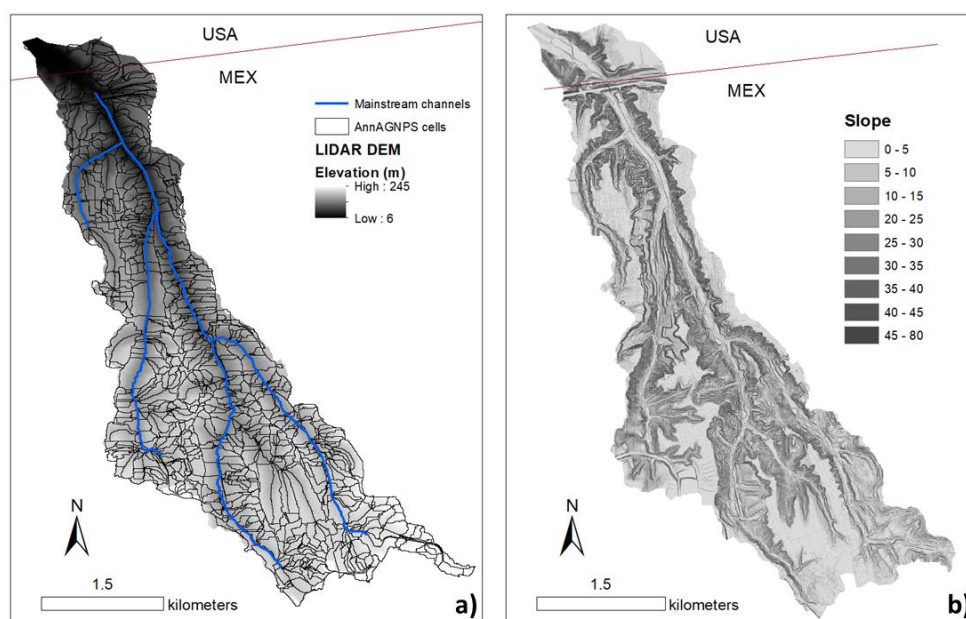 USA
MEX
Mainstream channels
AnnAGNPS cells
LIDAR DEM
Elevation (m)
High : 245
Low : 6
N
1.5
kilometers
a)
USA
MEX
Slope
0 - 5
5 - 10
10 - 15
20 - 25
25 - 30
30 - 35
35 - 40
40 - 45
45 - 80
N
1.5
kilometers
b)